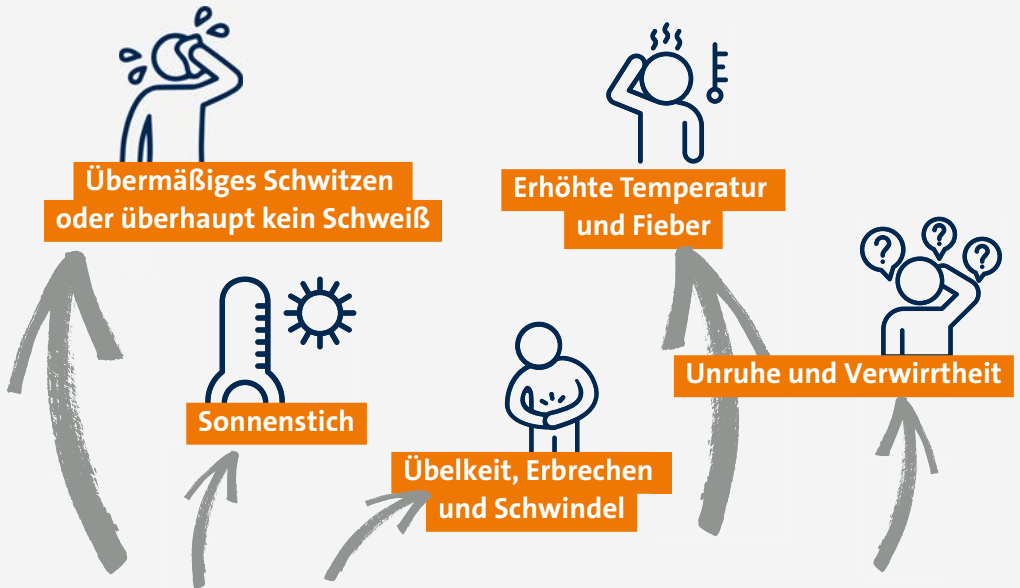 Übermäßiges Schwitzen
oder überhaupt kein Schweiß
Erhöhte Temperatur
und Fieber
? ? ?
Unruhe und Verwirrtheit
Sonnenstich
Übelkeit, Erbrechen
und Schwindel